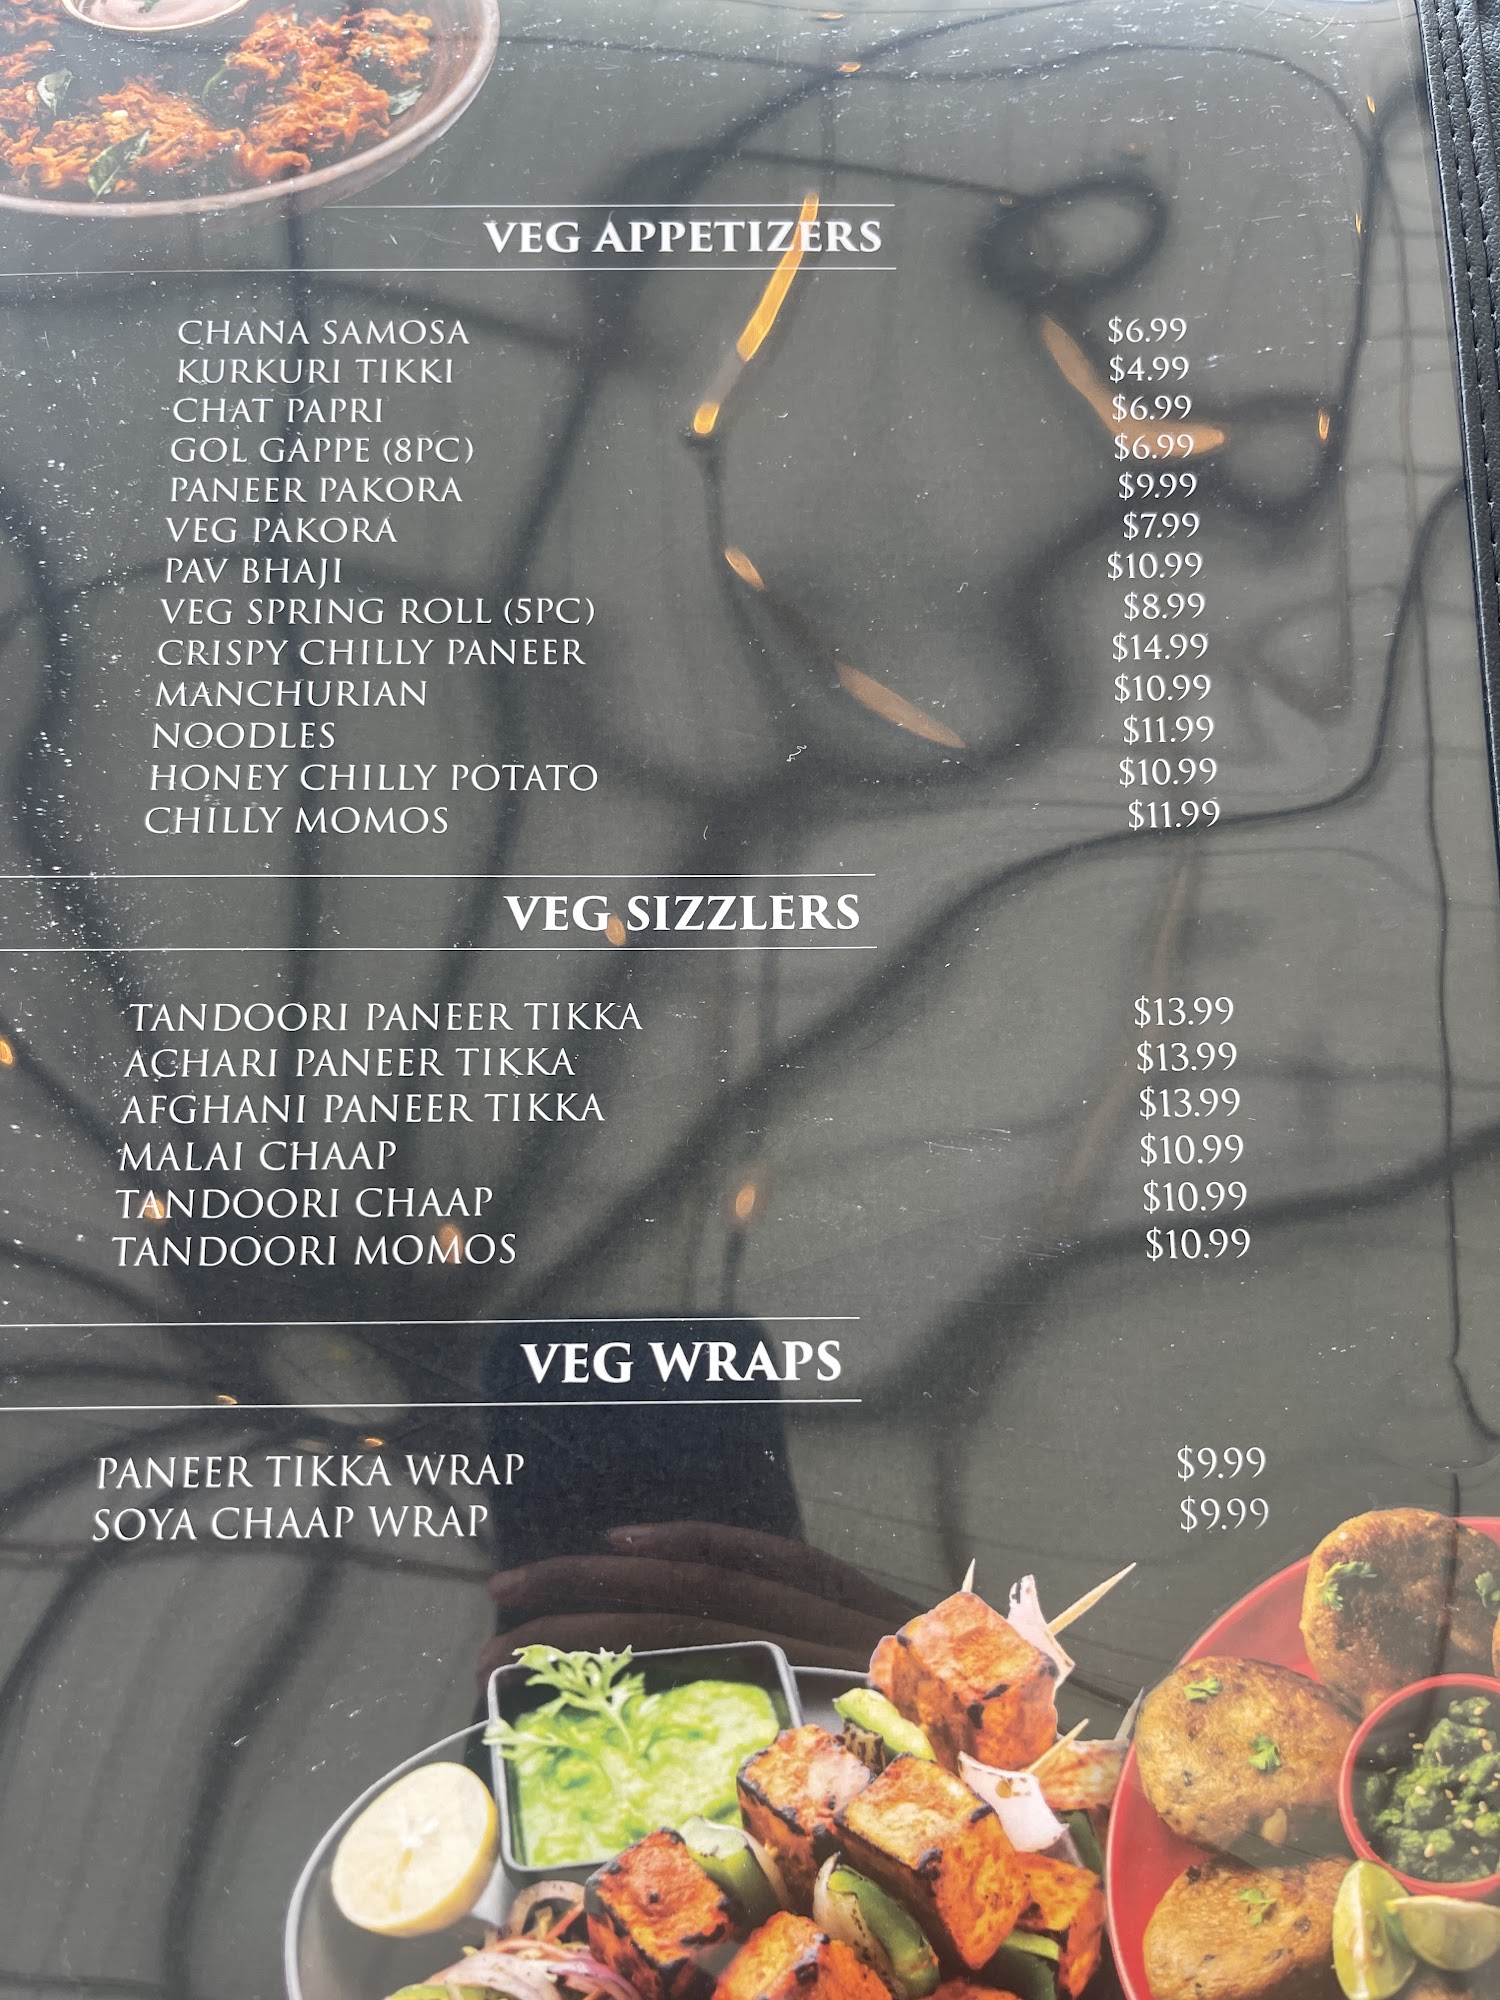 VEG APPETIZERS
CHANA SAMOSA $6.99
KURKURI TIKKI $4.99
CHAT PAPRI $6.99
GOL GAPPE (8PC) $6.99
PANEER PAKORA $9.99
VEG PAKORA $7.99
PAV BHAJI $10.99
VEG SPRING ROLL (5PC) $8.99
CRISPY CHILLY PANEER $14.99
MANCHURIAN $10.99
NOODLES $11.99
HONEY CHILLY POTATO $10.99
CHILLY MOMOS $11.99
VEG SIZZLERS
TANDOORI PANEER TIKKA $13.99
ACHARI PANEER TIKKA $13.99
AFGHANI PANEER TIKKA $13.99
MALAI CHAAP $10.99
TANDOORI CHAAP $10.99
TANDOORI MOMOS $10.99
VEG WRAPS
PANEER TIKKA WRAP $9.99
SOYA CHAAP WRAP $9.99